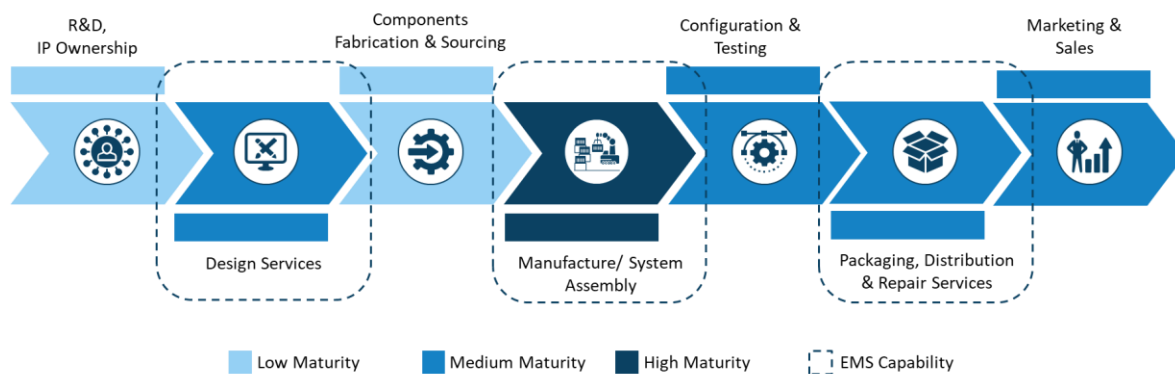 R&D,
IP Ownership
Components
Fabrication & Sourcing
Configuration &
Testing
Marketing &
Sales
Design Services
Manufacture/ System
Assembly
Packaging, Distribution
& Repair Services
Low Maturity
Medium Maturity
High Maturity
EMS Capability